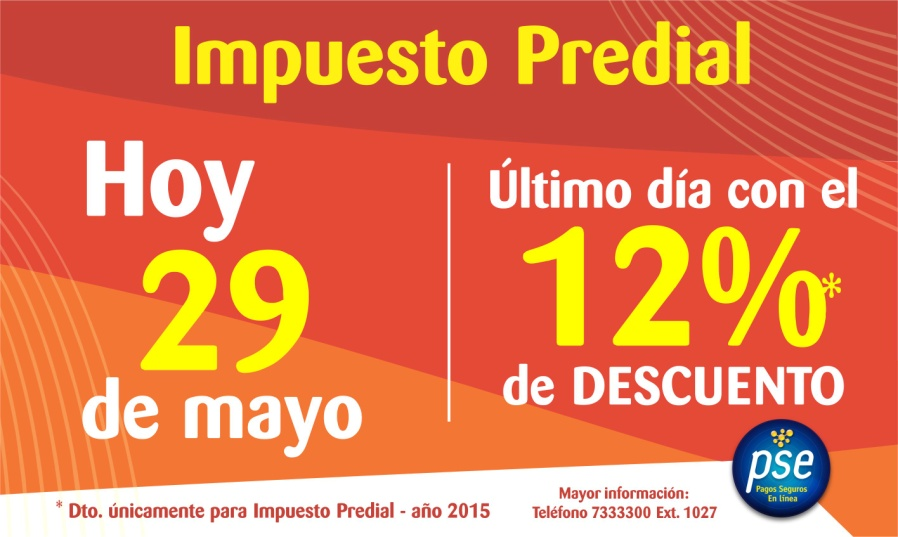 Impuesto Predial
Hoy
29
de mayo
Último día con el
12%*
de DESCUENTO
pse
Pagos Seguros
En línea
* Dto. únicamente para Impuesto Predial - año 2015
Mayor información:
Teléfono 7333300 Ext. 1027